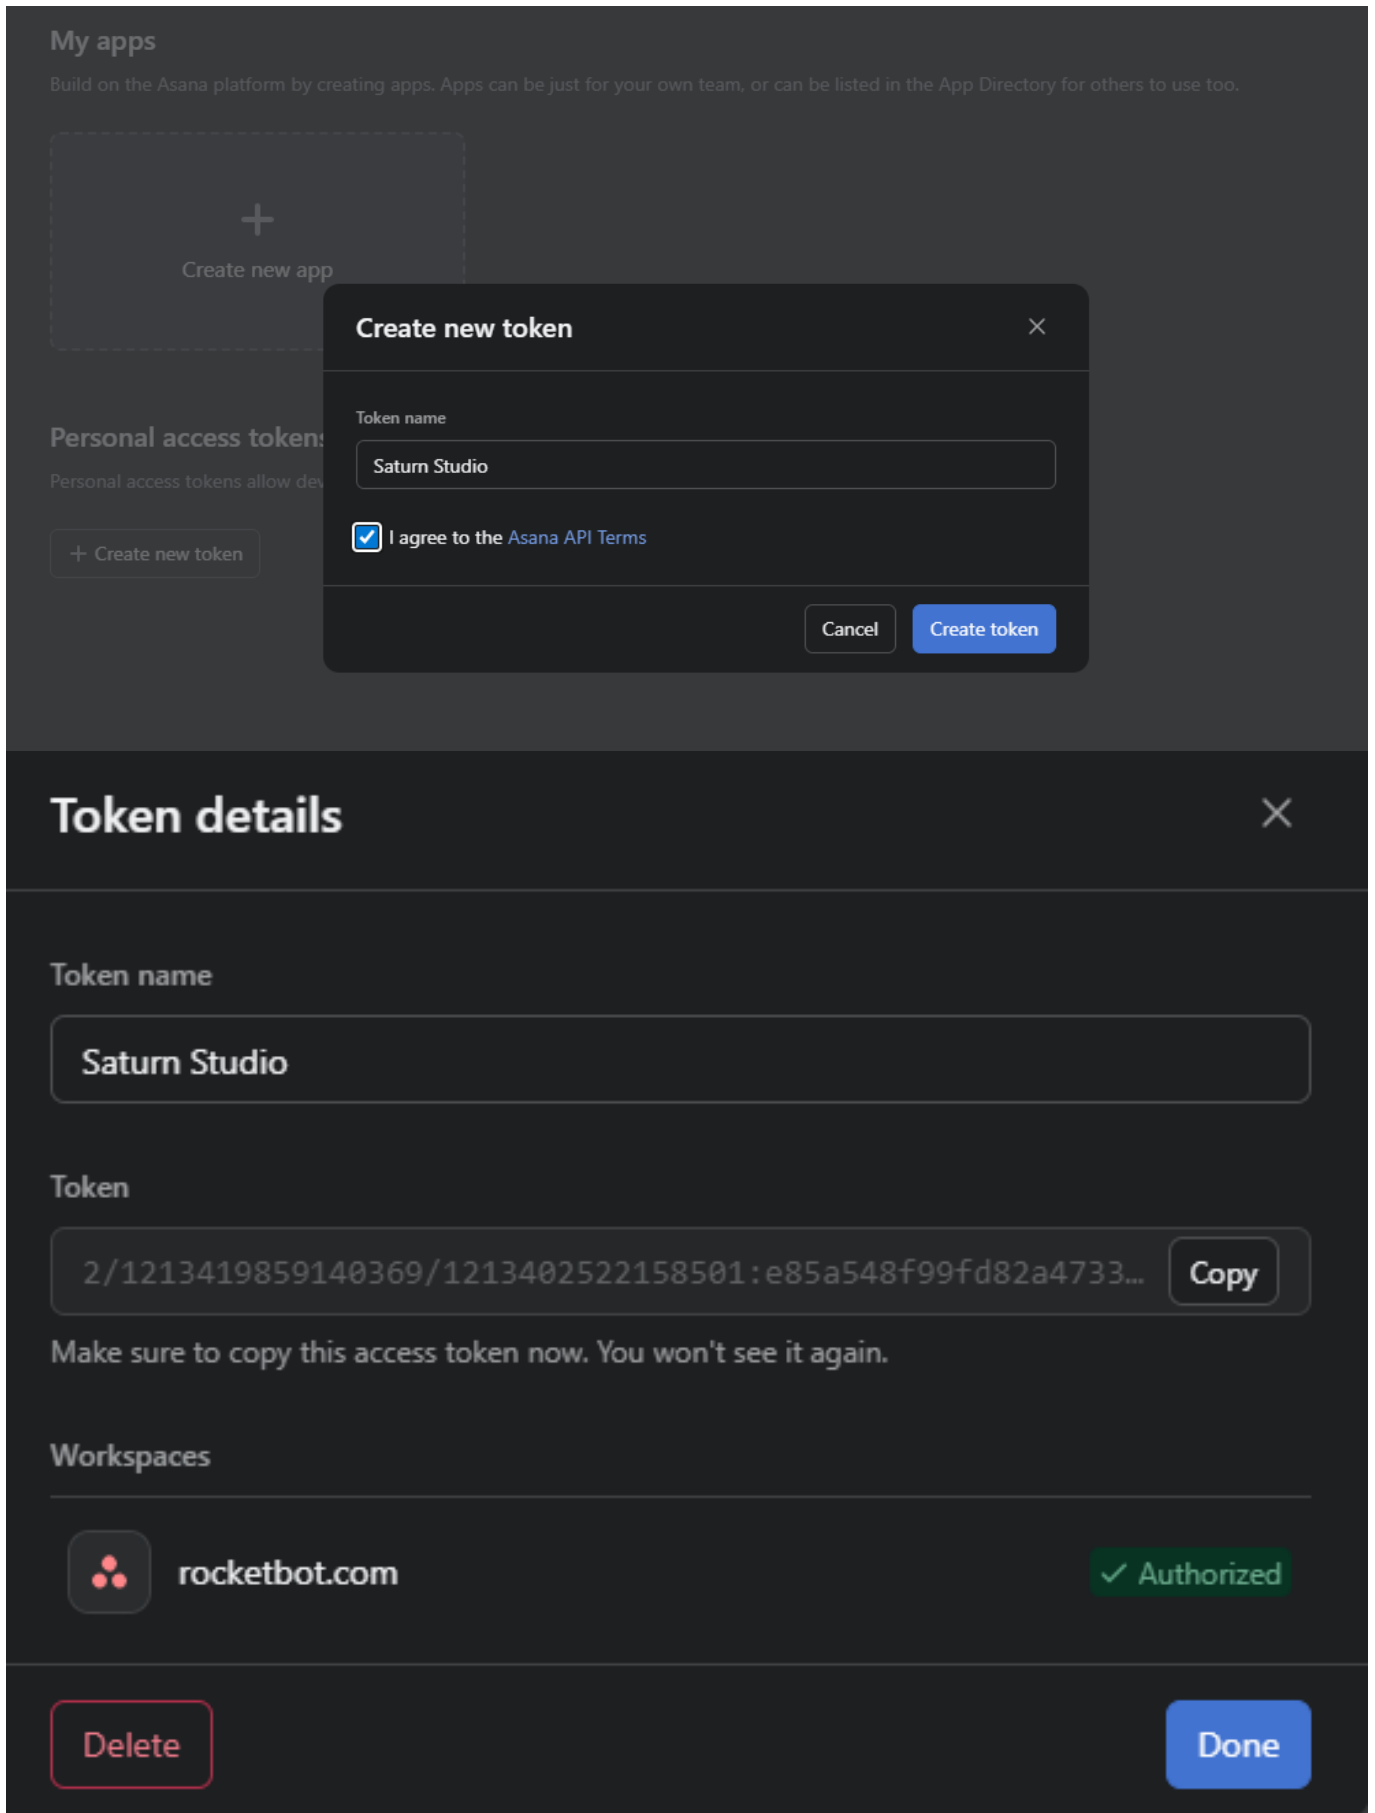 My apps
Build on the Asana platform by creating apps. Apps can be just for your own team, or can be listed in the App Directory for others to use too.
Create new app
Create new token
Token name
Saturn Studio
I agree to the Asana API Terms
Cancel
Create token
Personal access tokens
Personal access tokens allow dev
Create new token
Token details
Token name
Saturn Studio
Token
2/1213419859140369/1213402522158501:e85a548f99fd82a4733...
Copy
Make sure to copy this access token now. You won't see it again.
Workspaces
rocketbot.com
Authorized
Delete
Done